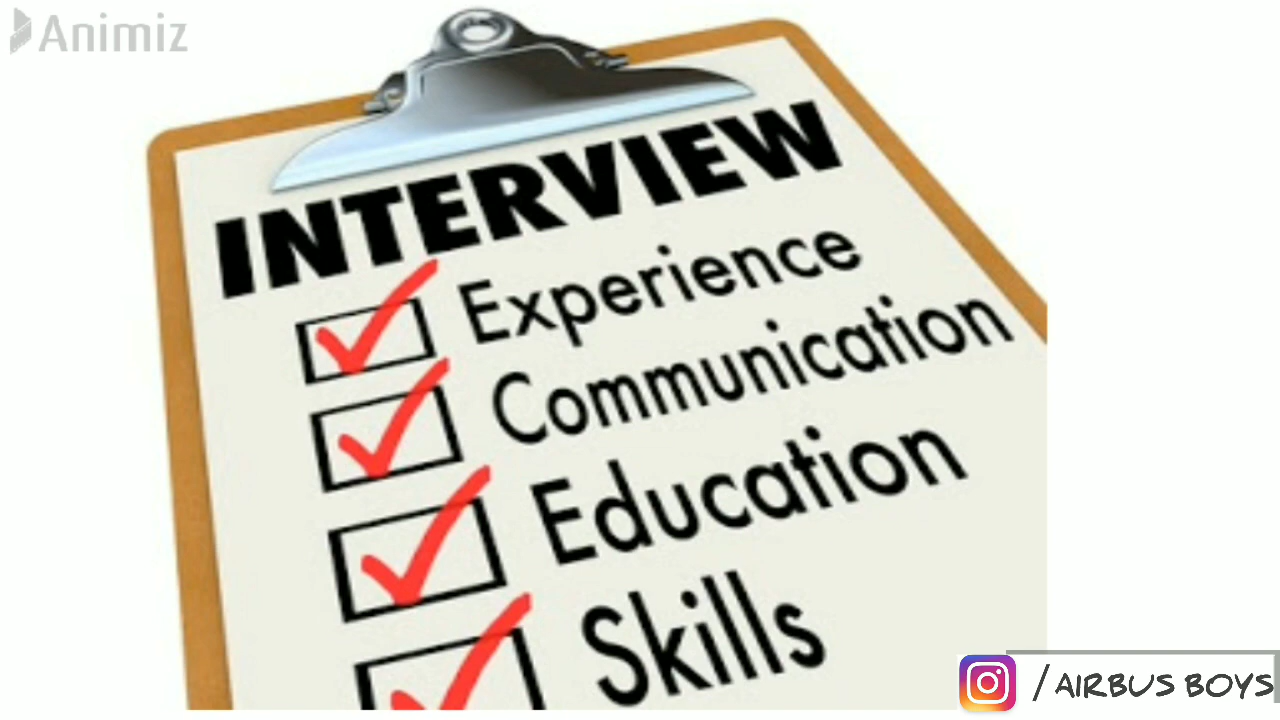 Animiz
INTERVIEW
Experience
Communication
Education
Skills
/AIRBUS BOYS